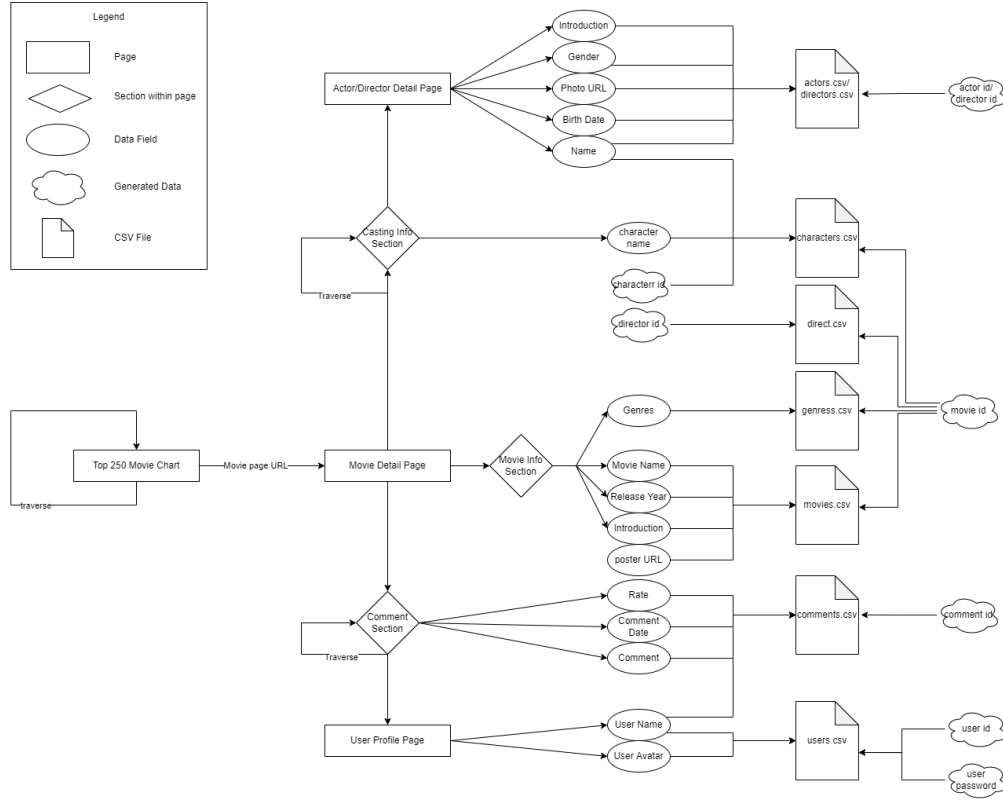 Legend
Page
Section within page
Data Field
Generated Data
CSV File
Introduction
Gender
Photo URL
Birth Date
Name
Actor/Director Detail Page
actors.csv/
directors.csv
actor id/
director id
Casting Info
Section
Traverse
character
name
characterr id
director id
characters.csv
direct.csv
genress.csv
movie id
Genres
Top 250 Movie Chart
traverse
Movie page URL
Movie Detail Page
Movie Info
Section
Movie Name
Release Year
Introduction
poster URL
movies.csv
Comment
Section
Traverse
Rate
Comment
Date
Comment
comments.csv
comment id
User Profile Page
User Name
User Avatar
users.csv
user id
user
password